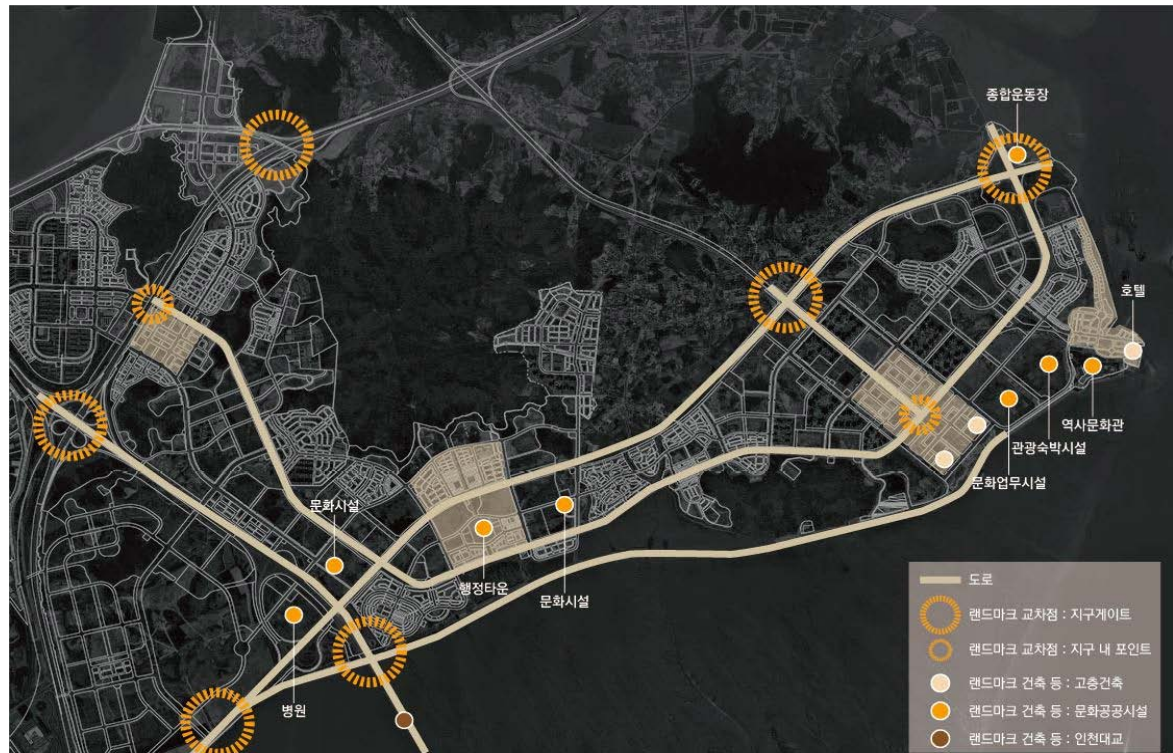 종합운동장
호텔
역사문화관
관광숙박시설
문화업무시설
문화시설
행정타운
문화시설
병원
도로
랜드마크 교차점 : 지구게이트
랜드마크 교차점 : 지구 내 포인트
랜드마크 건축 등 : 고층건축
랜드마크 건축 등 : 문화공공시설
랜드마크 건축 등 : 인천대교